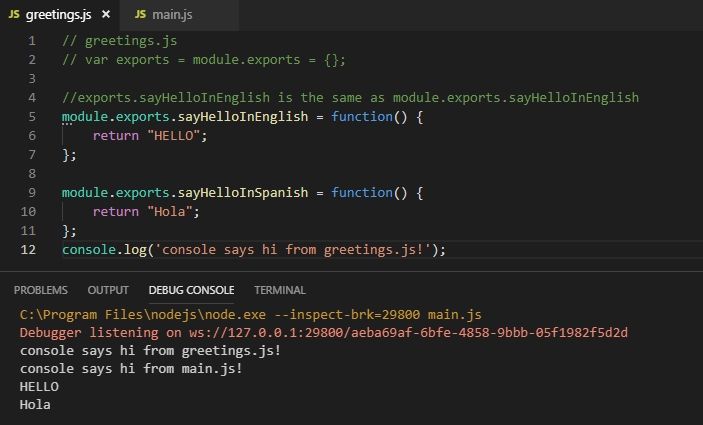 JS greetings.js × JS main.js
1 // greetings.js
2 // var exports = module.exports = {};
3
4 //exports.sayHelloInEnglish is the same as module.exports.sayHelloInEnglish
5 module.exports.sayHelloInEnglish = function() {
6 return "HELLO";
7 };
8
9 module.exports.sayHelloInSpanish = function() {
10 return "Hola";
11 };
12 console.log('console says hi from greetings.js!');
PROBLEMS OUTPUT DEBUG CONSOLE TERMINAL
C:\Program Files\nodejs\node.exe --inspect-brk=29800 main.js
Debugger listening on ws://127.0.0.1:29800/aeba69af-6bfe-4858-9bbb-05f1982f5d2d
console says hi from greetings.js!
console says hi from main.js!
HELLO
Hola